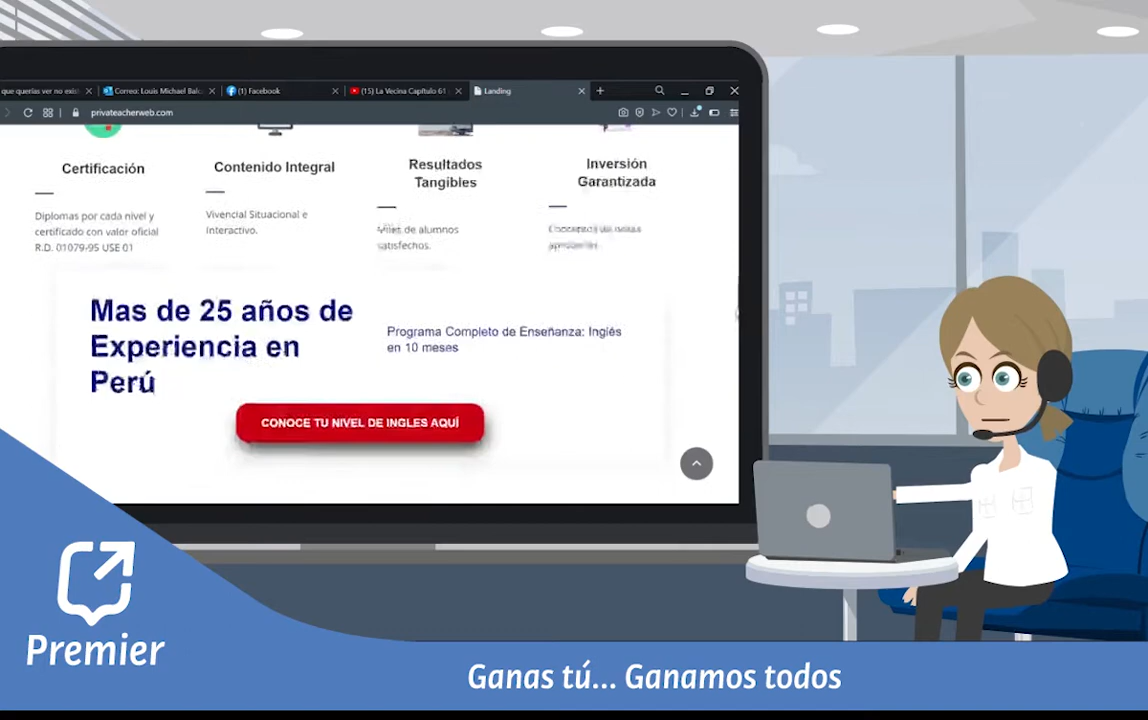 que querías ver no exis
Correo: Louis Michael Balc
(1) Facebook
(15) La Vecina Capítulo 61
Landing
privateacherweb.com
Certificación
Diplomas por cada nivel y
certificado con valor oficial
R.D. 01079-95 USE 01
Contenido Integral
Vivencial Situacional e
Interactivo.
Resultados
Tangibles
Miles de alumnos
satisfechos.
Inversión
Garantizada
Mas de 25 años de
Experiencia en
Perú
Programa Completo de Enseñanza: Inglés
en 10 meses
CONOCE TU NIVEL DE INGLES AQUÍ
Premier
Ganas tú... Ganamos todos